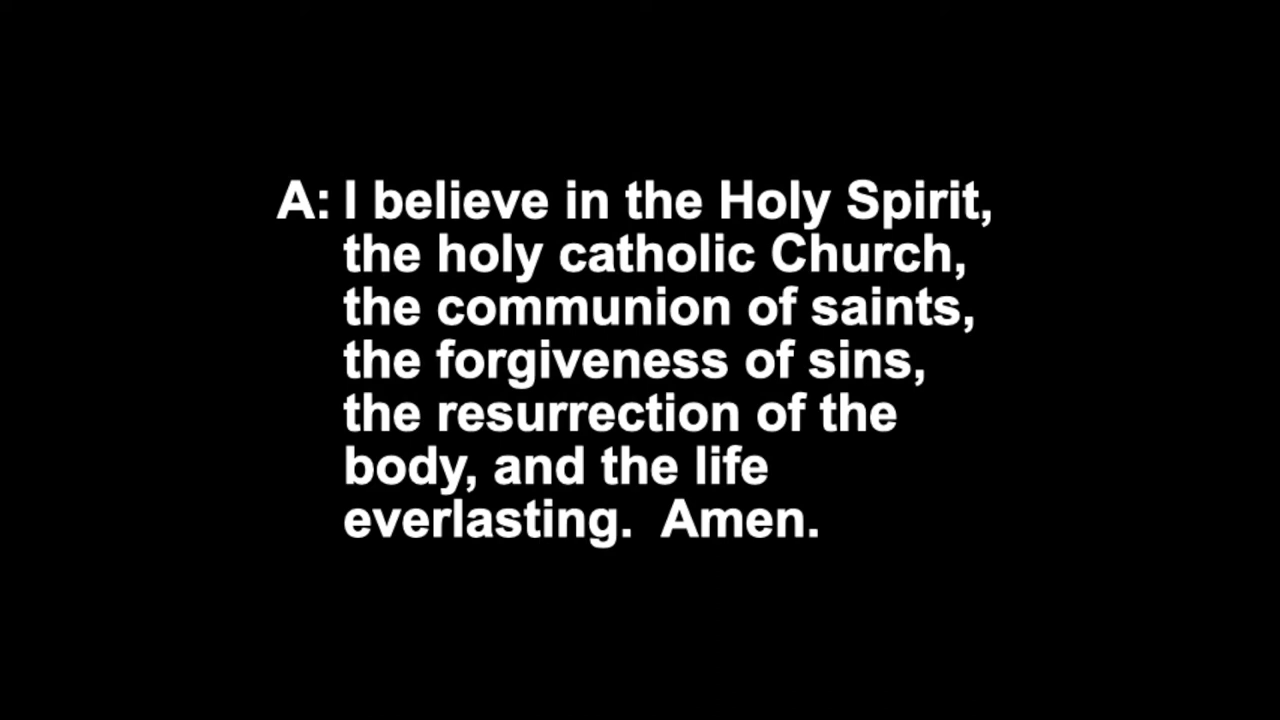 A: I believe in the Holy Spirit,
the holy catholic Church,
the communion of saints,
the forgiveness of sins,
the resurrection of the
body, and the life
everlasting.  Amen.